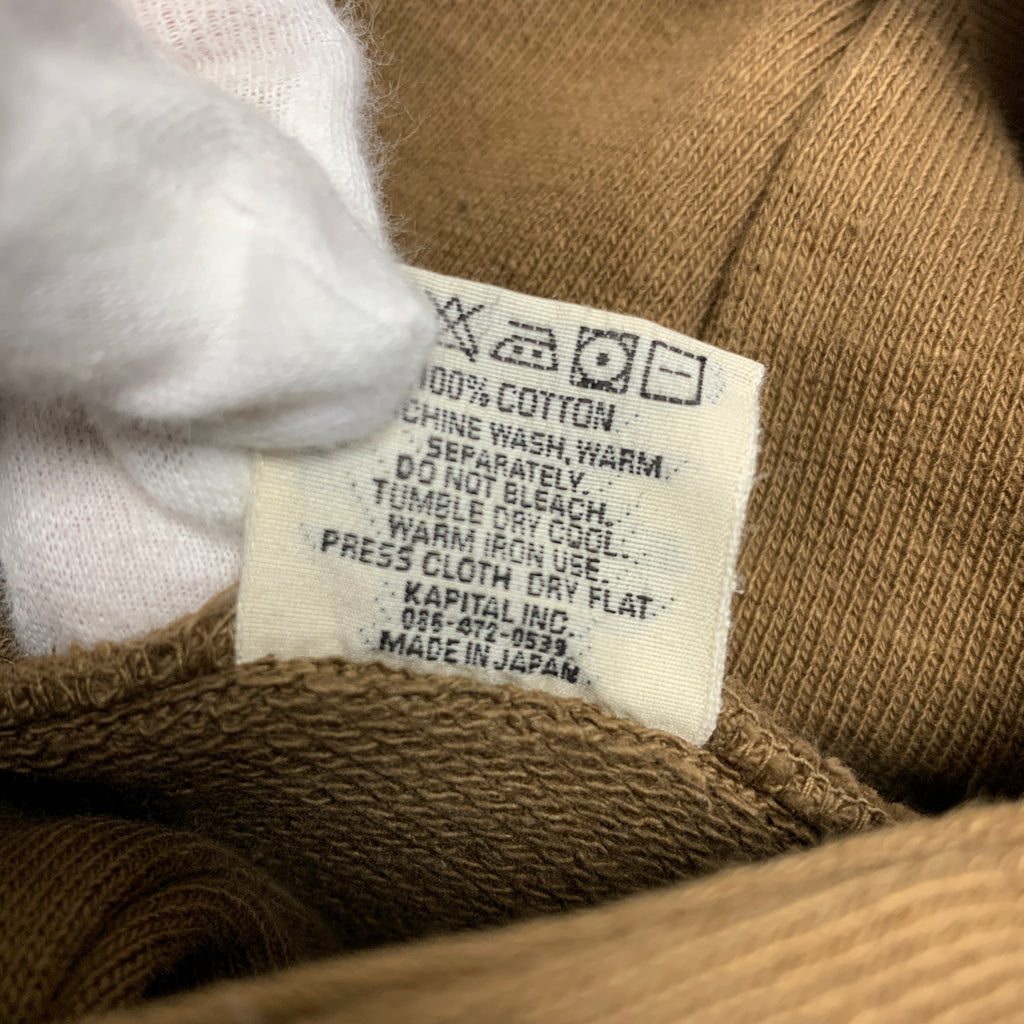 100% COTTON
CHINE WASH, WARM
SEPARATELY.
DO NOT BLEACH.
TUMBLE DRY COOL.
WARM IRON USE.
PRESS CLOTH DRY FLAT
KAPITAL INC.
086-472-0539
MADE IN JAPAN